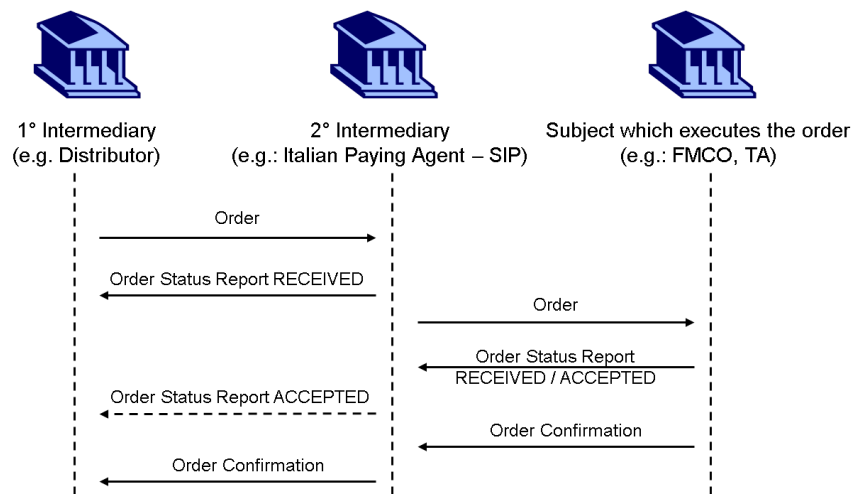 1° Intermediary
(e.g. Distributor)
2° Intermediary
(e.g.: Italian Paying Agent – SIP)
Subject which executes the order
(e.g.: FMCO, TA)
Order
Order Status Report RECEIVED
Order
Order Status Report
RECEIVED / ACCEPTED
Order Status Report ACCEPTED
Order Confirmation
Order Confirmation